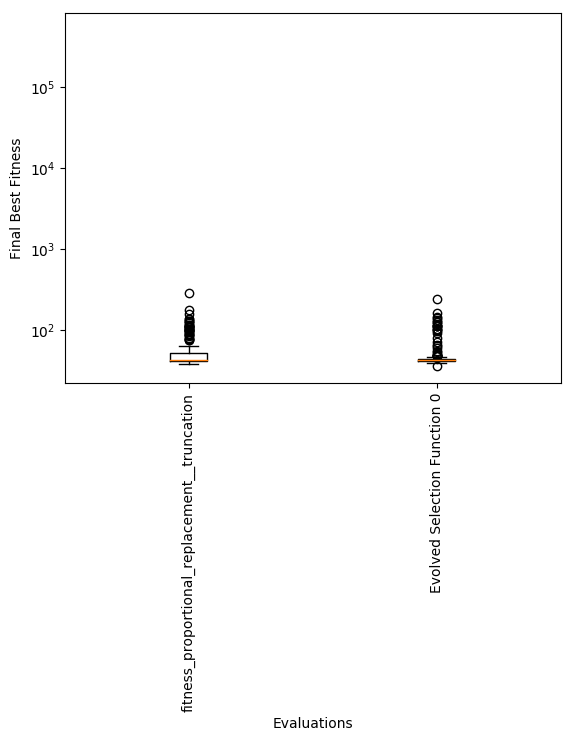 Final Best Fitness
10^5
10^4
10^3
10^2
fitness_proportional_replacement__truncation
Evolved Selection Function 0
Evaluations